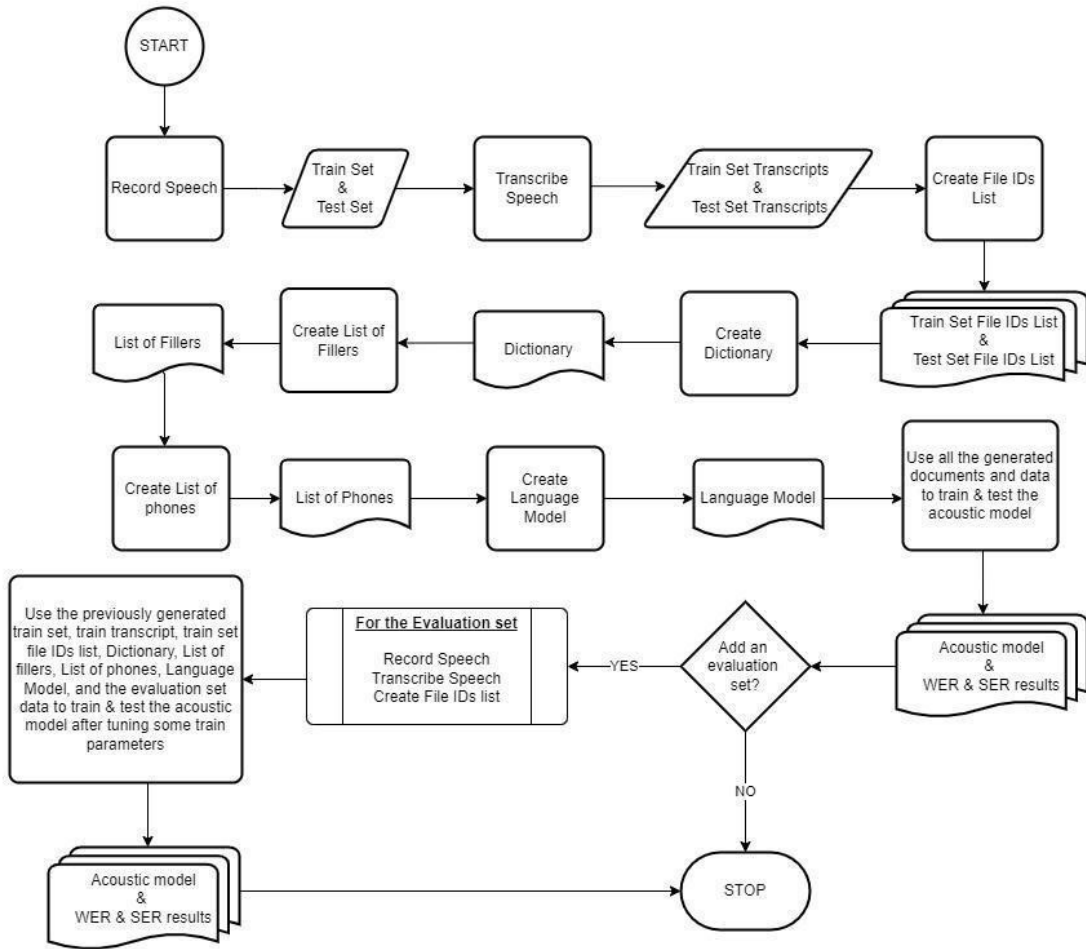 START
Record Speech
Train Set
&
Test Set
Transcribe
Speech
Train Set Transcripts
&
Test Set Transcripts
Create File IDs
List
Train Set File IDs List
&
Test Set File IDs List
Create
Dictionary
Dictionary
Create List of
Fillers
List of Fillers
Create List of
phones
List of Phones
Create
Language
Model
Language Model
Use all the generated
documents and data
to train & test the
acoustic model
Acoustic model
&
WER & SER results
Add an
evaluation
set?
YES
For the Evaluation set
Record Speech
Transcribe Speech
Create File IDs list
Use the previously generated
train set, train transcript, train set
file IDs list, Dictionary, List of
fillers, List of phones, Language
Model, and the evaluation set
data to train & test the acoustic
model after tuning some train
parameters
NO
Acoustic model
&
WER & SER results
STOP